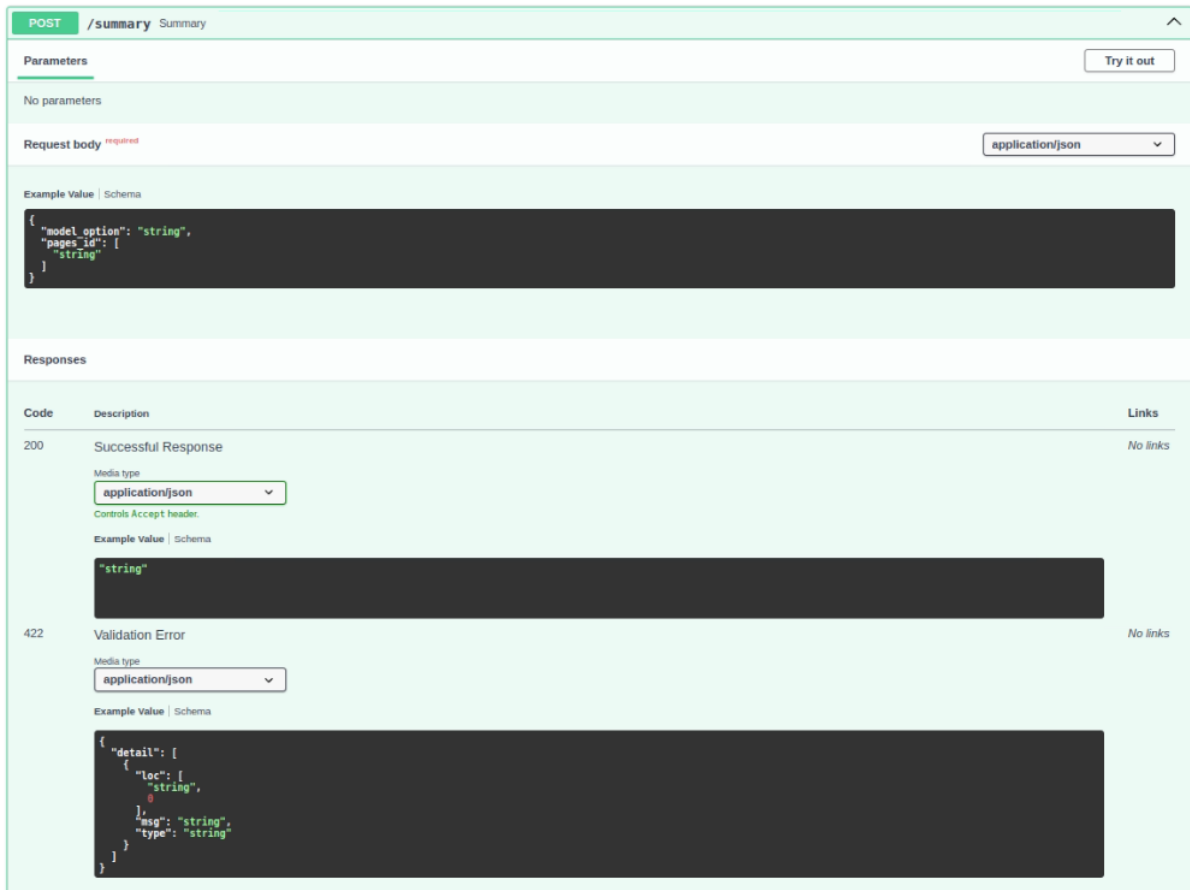 POST /summary Summary
Parameters Try it out
No parameters
Request body required application/json
Example Value | Schema
{
  "model_option": "string",
  "pages_id": [
    "string"
  ]
}
Responses
Code Description Links
200 Successful Response No links
Media type
application/json
Controls Accept header.
Example Value | Schema
"string"
422 Validation Error No links
Media type
application/json
Example Value | Schema
{
  "detail": [
    {
      "loc": [
        "string",
        0
      ],
      "msg": "string",
      "type": "string"
    }
  ]
}